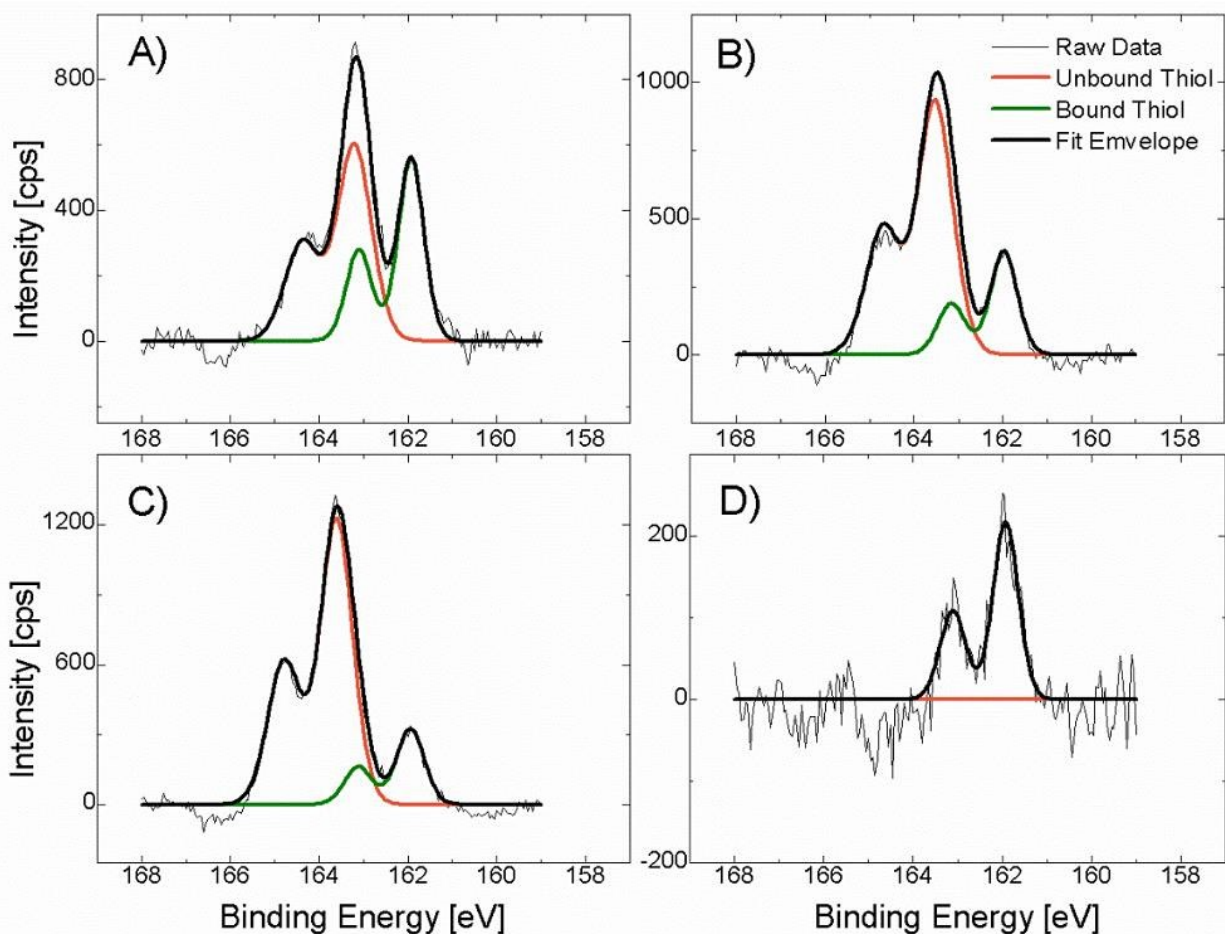 A)
B)
Raw Data
Unbound Thiol
Bound Thiol
Fit Emvelope
Intensity [cps]
800
400
0
1000
500
0
168 166 164 162 160 158
168 166 164 162 160 158
C)
D)
Intensity [cps]
1200
600
0
200
0
-200
168 166 164 162 160 158
168 166 164 162 160 158
Binding Energy [eV]
Binding Energy [eV]